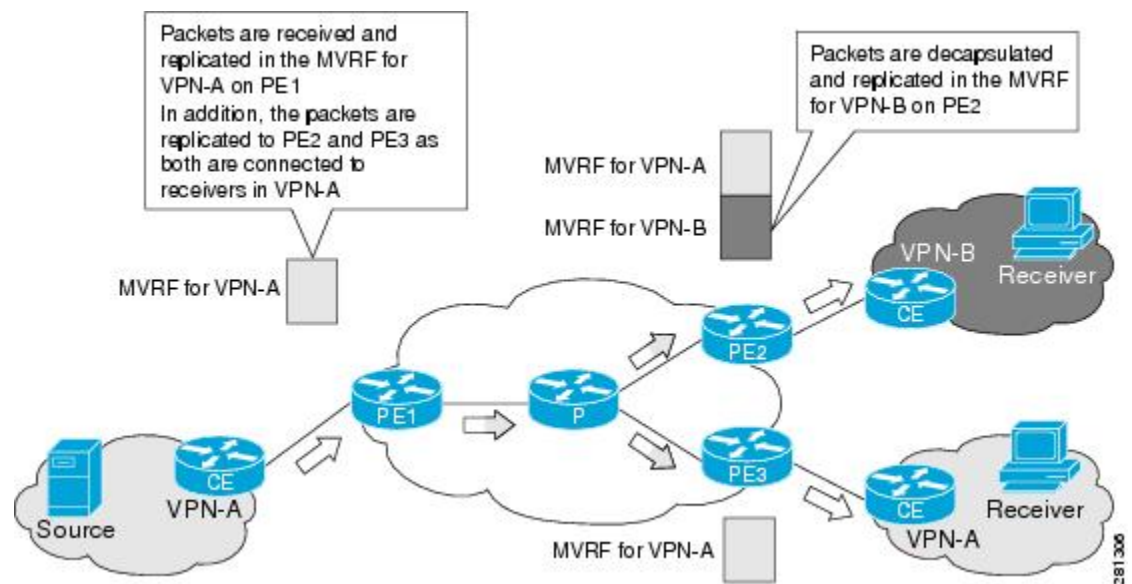 Packets are received and
replicated in the MVRF for
VPN-A on PE1
In addition, the packets are
replicated to PE2 and PE3 as
both are connected to
receivers in VPN-A
Packets are decapsulated
and replicated in the MVRF
for VPN-B on PE2
MVRF for VPN-A
MVRF for VPN-B
MVRF for VPN-A
VPN-B
Receiver
CE
PE2
PE1
P
PE3
CE
VPN-A
Source
CE
Receiver
VPN-A
MVRF for VPN-A
281306